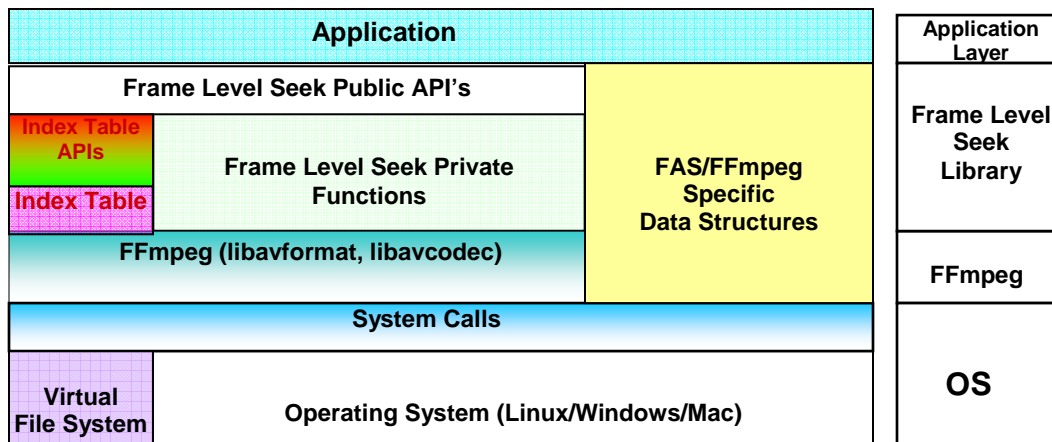 Application
Frame Level Seek Public API's
Index Table
APIs
Index Table
Frame Level Seek Private
Functions
FAS/FFmpeg
Specific
Data Structures
FFmpeg (libavformat, libavcodec)
System Calls
Virtual
File System
Operating System (Linux/Windows/Mac)
Application
Layer
Frame Level
Seek
Library
FFmpeg
OS